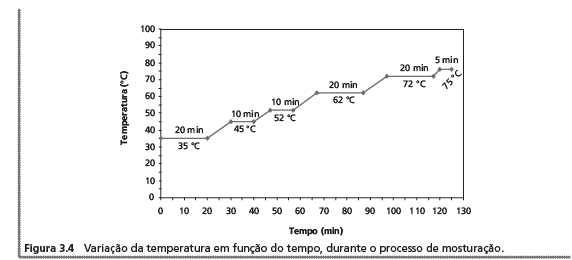 100
90
80
70
60
50
40
30
20
10
0
Temperatura (°C)
20 min
35 °C
10 min
45 °C
10 min
52 °C
20 min
62 °C
20 min
72 °C
5 min
75 °C
0 10 20 30 40 50 60 70 80 90 100 110 120 130
Tempo (min)
Figura 3.4 Variação da temperatura em função do tempo, durante o processo de mosturação.